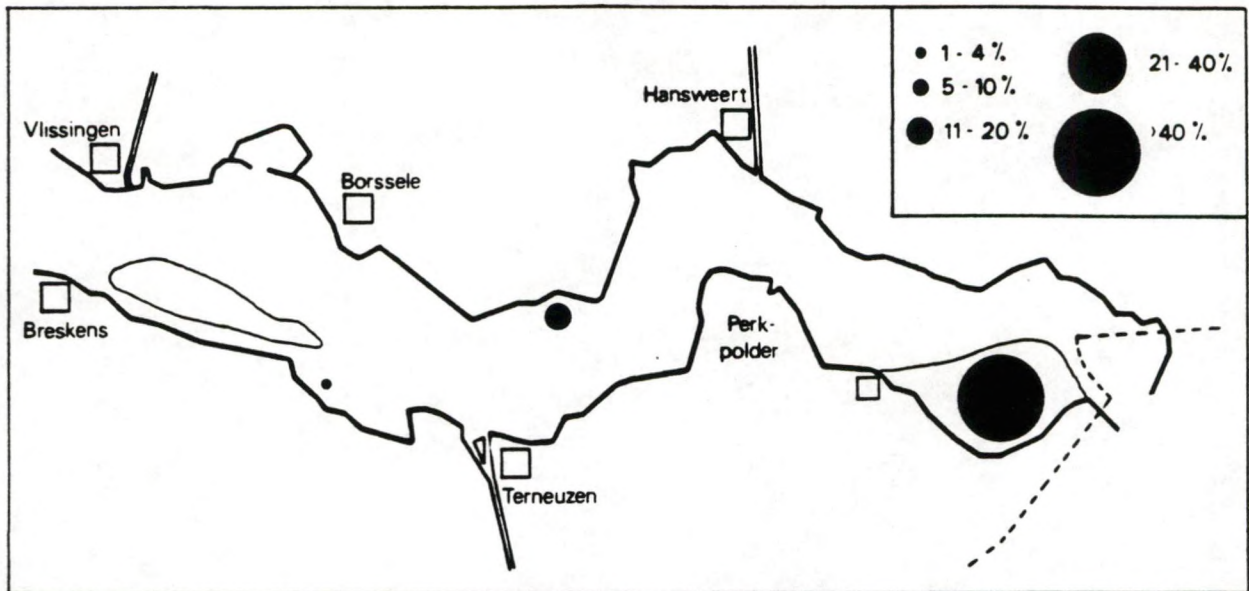 Vlissingen
Breskens
Borssele
Terneuzen
Hansweert
Perk-
polder
1 - 4 %
5 - 10 %
11 - 20 %
21 - 40 %
>40 %